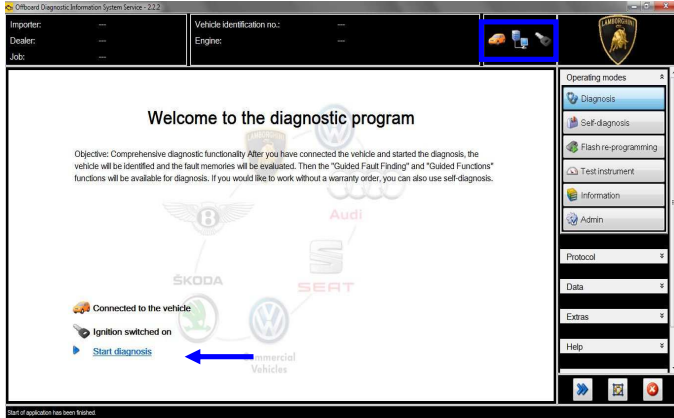 Offboard Diagnostic Information System Service - 2.2.2
Importer: ---
Dealer: ---
Job: ---
Vehicle identification no.: ---
Engine: ---
LAMBORGHINI
Operating modes
Diagnosis
Self-diagnosis
Flash re-programming
Test instrument
Information
Admin
Protocol
Data
Extras
Help
Welcome to the diagnostic program
Objective: Comprehensive diagnostic functionality After you have connected the vehicle and started the diagnosis, the
vehicle will be identified and the fault memories will be evaluated. Then the "Guided Fault Finding" and "Guided Functions"
functions will be available for diagnosis. If you would like to work without a warranty order, you can also use self-diagnosis.
LAMBORGHINI
B
Audi
ŠKODA
SEAT
Connected to the vehicle
Ignition switched on
Start diagnosis
Commercial
Vehicles
Start of application has been finished.